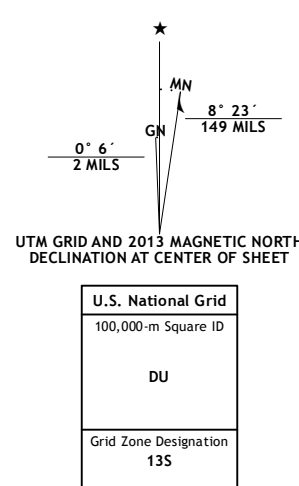 ★
MN
8° 23´
149 MILS
GN
0° 6´
2 MILS
UTM GRID AND 2013 MAGNETIC NORTH
DECLINATION AT CENTER OF SHEET
U.S. National Grid
100,000-m Square ID
DU
Grid Zone Designation
13S